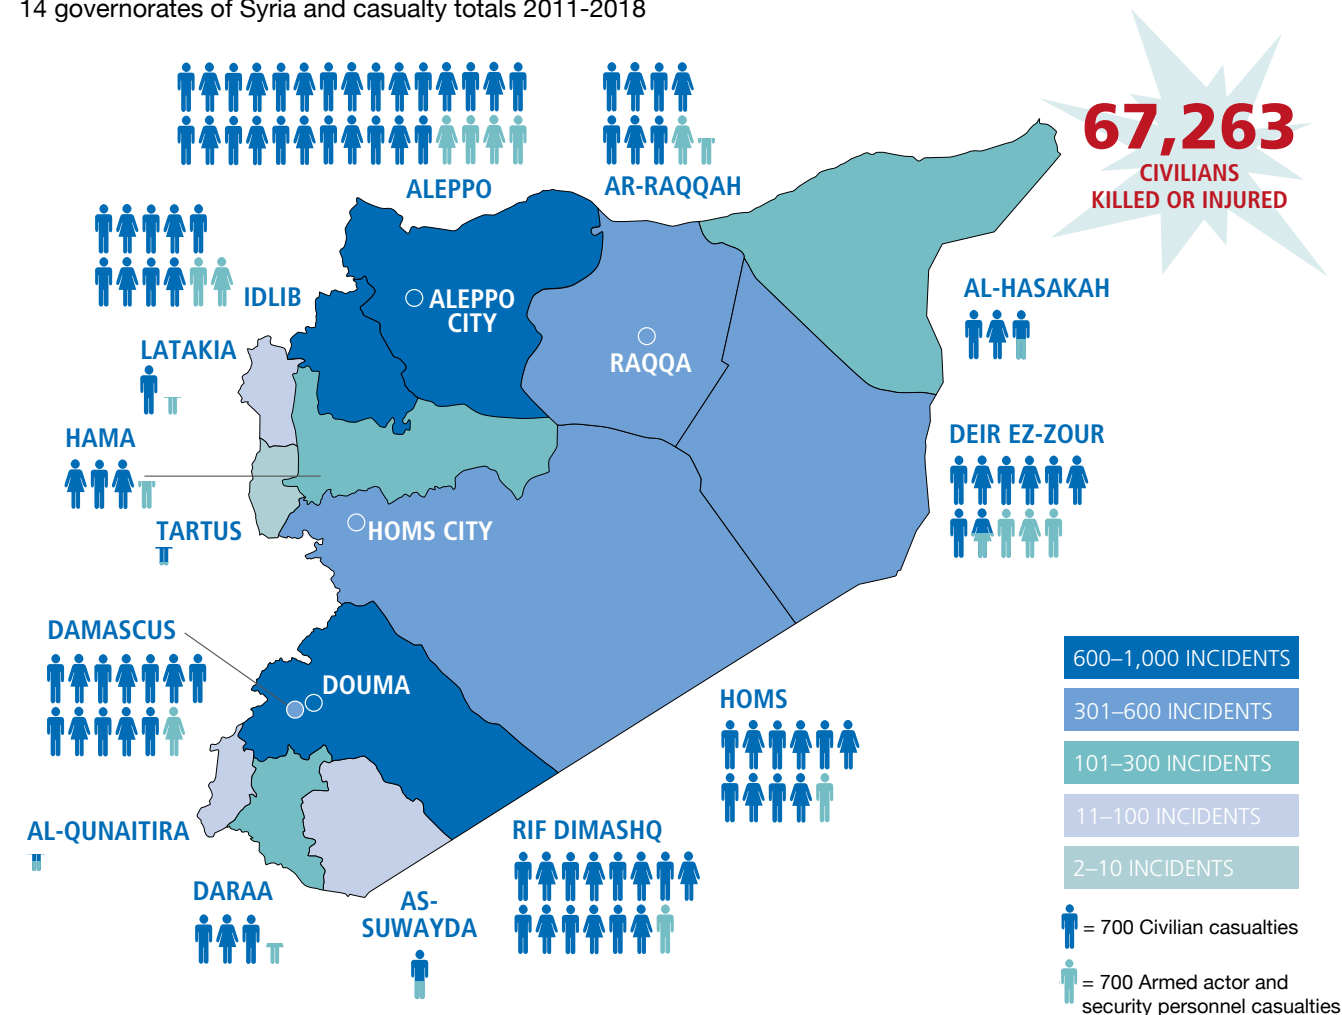 14 governorates of Syria and casualty totals 2011-2018
67,263
CIVILIANS
KILLED OR INJURED
ALEPPO
AR-RAQQAH
IDLIB
AL-HASAKAH
ALEPPO
CITY
LATAKIA
RAQQA
HAMA
DEIR EZ-ZOUR
TARTUS
HOMS CITY
DAMASCUS
DOUMA
HOMS
600–1,000 INCIDENTS
301–600 INCIDENTS
101–300 INCIDENTS
11–100 INCIDENTS
2–10 INCIDENTS
AL-QUNAITIRA
RIF DIMASHQ
DARAA
AS-
SUWAYDA
= 700 Civilian casualties
= 700 Armed actor and
security personnel casualties